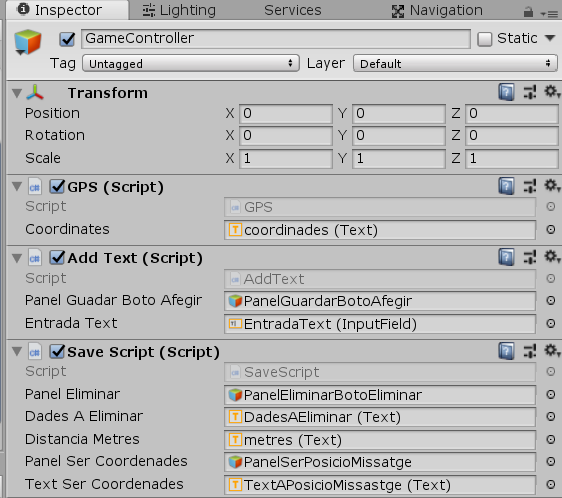 Inspector Lighting Services Navigation
GameController Static
Tag Untagged Layer Default
Transform
Position X 0 Y 0 Z 0
Rotation X 0 Y 0 Z 0
Scale X 1 Y 1 Z 1
GPS (Script)
Script GPS
Coordinates coordinades (Text)
Add Text (Script)
Script AddText
Panel Guadar Boto Afegir PanelGuardarBotoAfegir
Entrada Text EntradaText (InputField)
Save Script (Script)
Script SaveScript
Panel Eliminar PanelEliminarBotoEliminar
Dades A Eliminar DadesAEliminar (Text)
Distancia Metres metres (Text)
Panel Ser Coordenades PanelSerPosicioMissatge
Text Ser Coordenades TextAPosicioMissastge (Text)